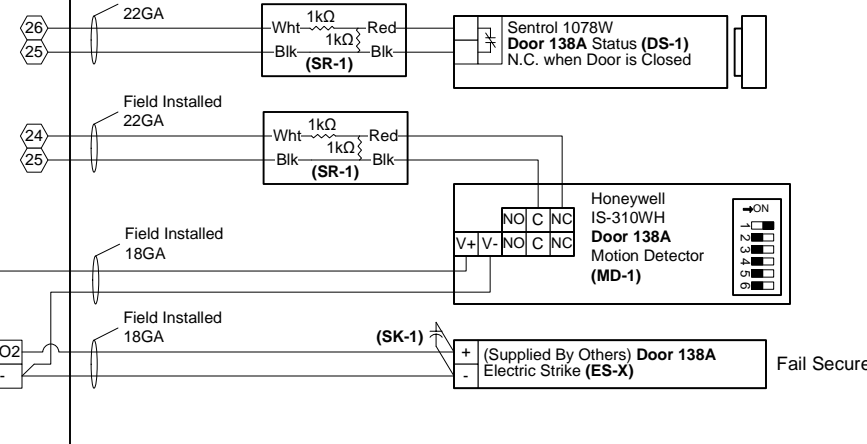 22GA
26
25
Wht
1kΩ
Red
1kΩ
Blk
Blk
(SR-1)
Sentrol 1078W
Door 138A Status (DS-1)
N.C. when Door is Closed
Field Installed
22GA
24
25
Wht
1kΩ
Red
1kΩ
Blk
Blk
(SR-1)
Honeywell
IS-310WH
Door 138A
Motion Detector
(MD-1)
NO C NC
V+ V- NO C NC
→ON
1
2
3
4
5
6
Field Installed
18GA
Field Installed
18GA
(SK-1)
O2
-
+
-
(Supplied By Others) Door 138A
Electric Strike (ES-X)
Fail Secure